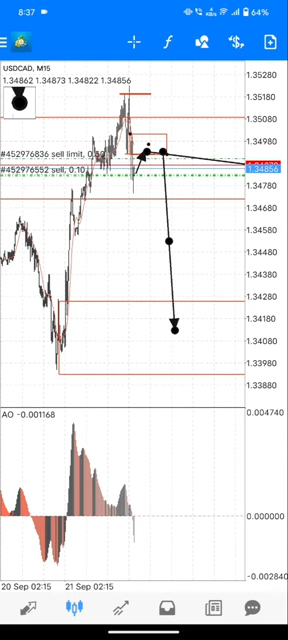 8:37
64%
USDCAD, M15
1.34862 1.34873 1.34822 1.34856
1.35280
1.35180
1.35080
1.34980
#452976836 sell limit, 0.
#452976552 sell, 0.10
1.34856
1.34780
1.34680
1.34580
1.34480
1.34380
1.34280
1.34180
1.34080
1.33980
1.33880
AO -0.001168
0.004740
0.000000
-0.002840
20 Sep 02:15
21 Sep 02:15